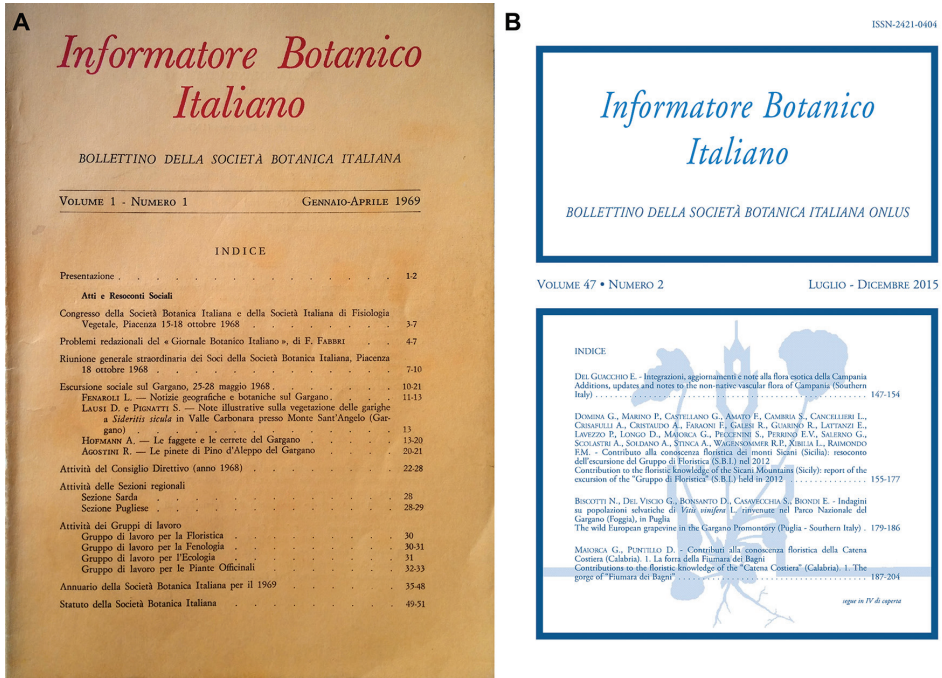 A
Informatore Botanico
Italiano
BOLLETTINO DELLA SOCIETÀ BOTANICA ITALIANA
VOLUME 1 - NUMERO 1 GENNAIO-APRILE 1969
INDICE
Presentazione . . . . . . . . . . . . . . . . 1-2
Atti e Resoconti Sociali
Congresso della Società Botanica Italiana e della Società Italiana di Fisiologia
Vegetale, Piacenza 15-18 ottobre 1968 . . . . . . . . 3-7
Problemi redazionali del « Giornale Botanico Italiano », di F. FABBRI . . . 4-7
Riunione generale straordinaria dei Soci della Società Botanica Italiana, Piacenza
18 ottobre 1968 . . . . . . . . . . . . . 7-10
Escursione sociale sul Gargano, 25-28 maggio 1968 . . . . . . . 10-21
FENAROLI L. — Notizie geografiche e botaniche sul Gargano . . . . 11-13
LAUSI D. e PIGNATTI S. — Note illustrative sulla vegetazione delle garighe
a Sideritis sicula in Valle Carbonara presso Monte Sant'Angelo (Gar-
gano) . . . . . . . . . . . . . . 13
HOFMANN A. — Le faggete e le cerrete del Gargano . . . . . 13-20
AGOSTINI R. — Le pinete di Pino d'Aleppo del Gargano . . . . 20-21
Attività del Consiglio Direttivo (anno 1968) . . . . . . . . 22-28
Attività delle Sezioni regionali
Sezione Sarda . . . . . . . . . . . . . 28
Sezione Pugliese . . . . . . . . . . . . . 28-29
Attività dei Gruppi di lavoro
Gruppo di lavoro per la Floristica . . . . . . . . . 30
Gruppo di lavoro per la Fenologia . . . . . . . . . 30-31
Gruppo di lavoro per l'Ecologia . . . . . . . . . 31
Gruppo di lavoro per le Piante Officinali . . . . . . . . 32-33
Annuario della Società Botanica Italiana per il 1969 . . . . . . 35-48
Statuto della Società Botanica Italiana . . . . . . . . . 49-51
B
ISSN-2421-0404
Informatore Botanico
Italiano
BOLLETTINO DELLA SOCIETÀ BOTANICA ITALIANA ONLUS
VOLUME 47 • NUMERO 2 LUGLIO - DICEMBRE 2015
INDICE
DEL GUACCHIO E. - Integrazioni, aggiornamenti e note alla flora esotica della Campania
Additions, updates and notes to the non-native vascular flora of Campania (Southern
Italy) . . . . . . . . . . . . . . . . 147-154
DOMINA G., MARINO P., CASTELLANO G., AMATO F., CAMBRIA S., CANCELLIERI L.,
CRISAFULLI A., CRISTAUDO A., FARAONI F., GALESI R., GUARINO R., LATTANZI E.,
LAVEZZO P., LONGO D., MAIORCA G., PECCENINI S., PERRINO E.V., SALERNO G.,
SCOLASTRI A., SOLDANO A., STINCA A., WAGENSOMMER R.P., XIBILIA L., RAIMONDO
F.M. - Contributo alla conoscenza floristica dei monti Sicani (Sicilia): resoconto
dell'escursione del Gruppo di Floristica (S.B.I.) nel 2012
Contribution to the floristic knowledge of the Sicani Mountains (Sicily): report of the
excursion of the "Gruppo di Floristica" (S.B.I.) held in 2012 . . . . . . 155-177
BISCOTTI N., DEL VISCIO G., BONSANTO D., CASAVECCHIA S., BIONDI E. - Indagini
su popolazioni selvatiche di Vitis vinifera L. rinvenute nel Parco Nazionale del
Gargano (Foggia), in Puglia
The wild European grapevine in the Gargano Promontory (Puglia - Southern Italy) . 179-186
MAIORCA G., PUNTILLO D. - Contributi alla conoscenza floristica della Catena
Costiera (Calabria). 1. La forra della Fiumara dei Bagni
Contributions to the floristic knowledge of the "Catena Costiera" (Calabria). 1. The
gorge of "Fiumara dei Bagni" . . . . . . . . . . . . 187-204
segue in IV di coperta